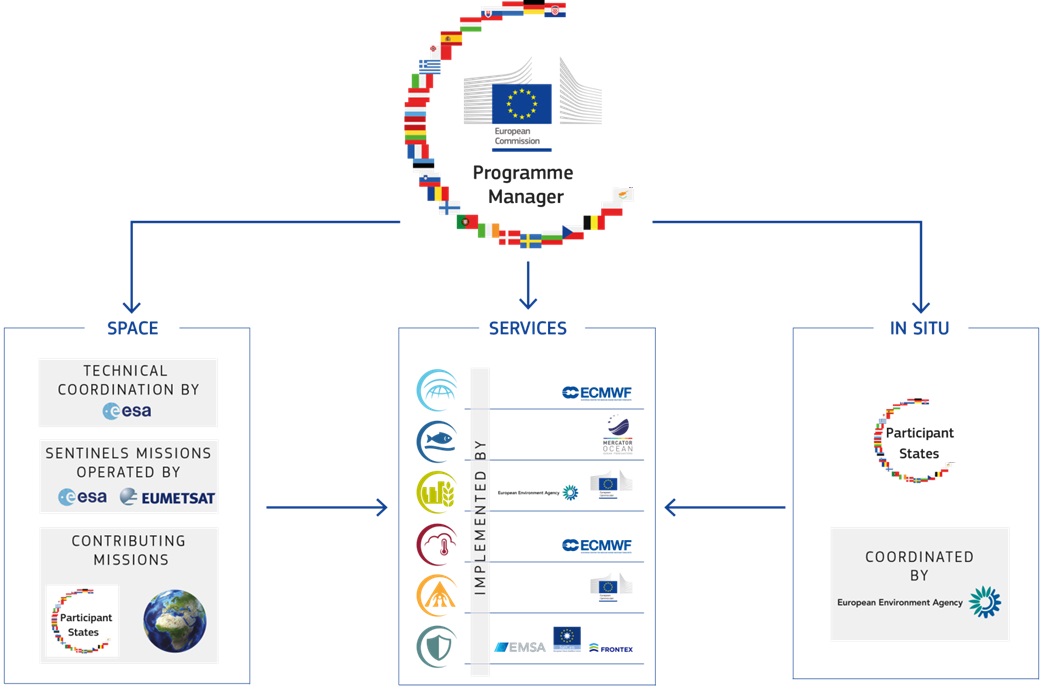 European
Commission
Programme
Manager
SPACE
TECHNICAL
COORDINATION BY
esa
SENTINELS MISSIONS
OPERATED BY
esa
EUMETSAT
CONTRIBUTING
MISSIONS
Participant
States
SERVICES
IMPLEMENTED BY
ECMWF
MERCATOR
OCEAN
European Environment Agency
ECMWF
EMSA
FRONTEX
IN SITU
Participant
States
COORDINATED
BY
European Environment Agency